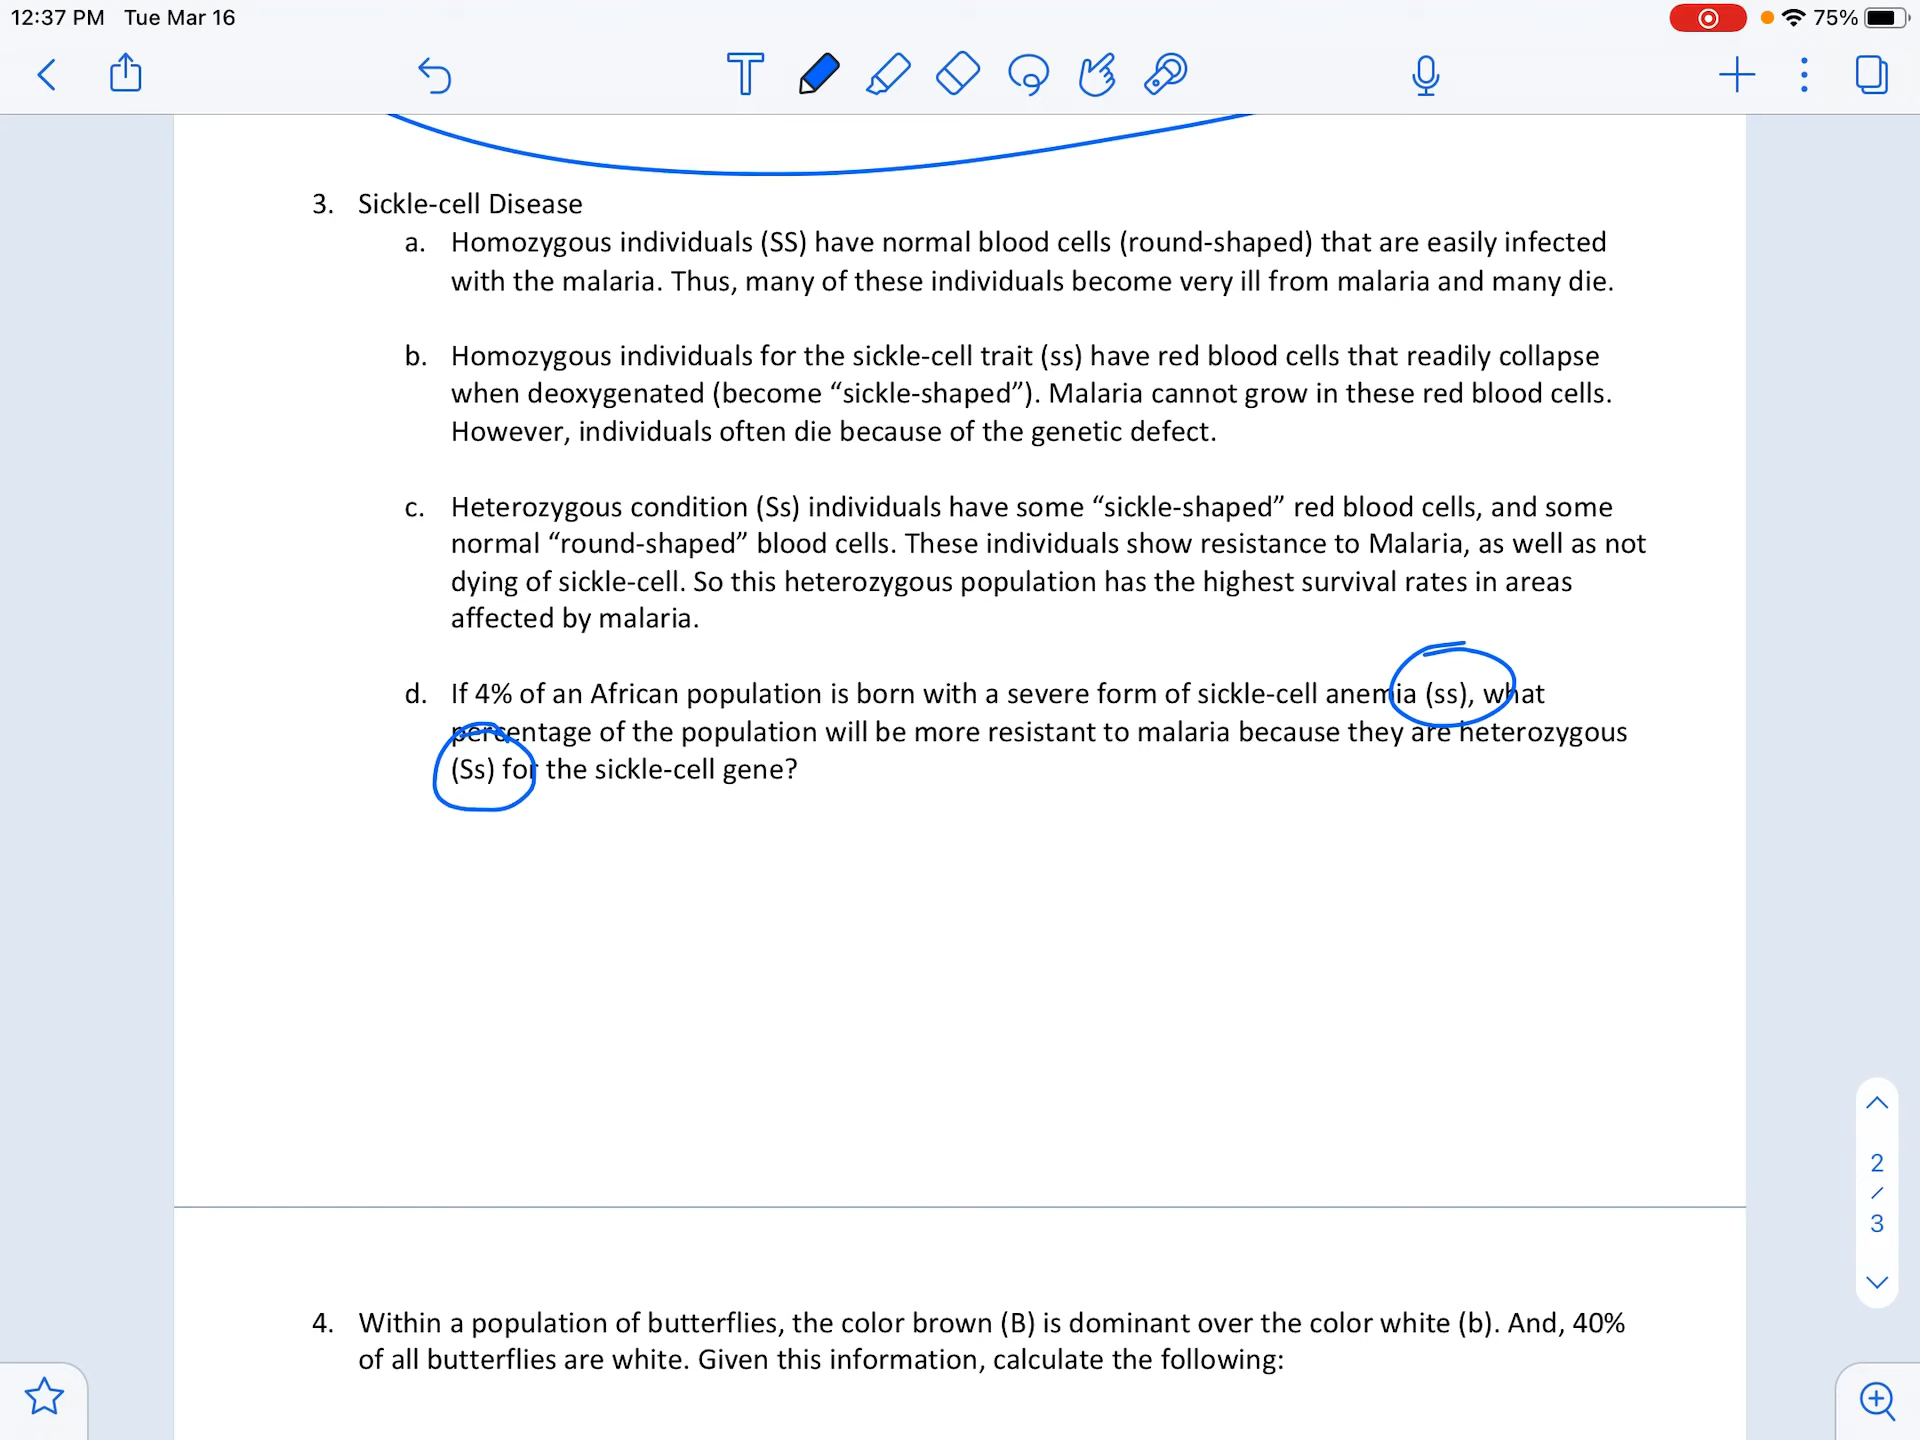 12:37 PM Tue Mar 16
75%
3. Sickle-cell Disease
a. Homozygous individuals (SS) have normal blood cells (round-shaped) that are easily infected
with the malaria. Thus, many of these individuals become very ill from malaria and many die.
b. Homozygous individuals for the sickle-cell trait (ss) have red blood cells that readily collapse
when deoxygenated (become “sickle-shaped”). Malaria cannot grow in these red blood cells.
However, individuals often die because of the genetic defect.
c. Heterozygous condition (Ss) individuals have some “sickle-shaped” red blood cells, and some
normal “round-shaped” blood cells. These individuals show resistance to Malaria, as well as not
dying of sickle-cell. So this heterozygous population has the highest survival rates in areas
affected by malaria.
d. If 4% of an African population is born with a severe form of sickle-cell anemia (ss), what
percentage of the population will be more resistant to malaria because they are heterozygous
(Ss) for the sickle-cell gene?
2
/
3
4. Within a population of butterflies, the color brown (B) is dominant over the color white (b). And, 40%
of all butterflies are white. Given this information, calculate the following: